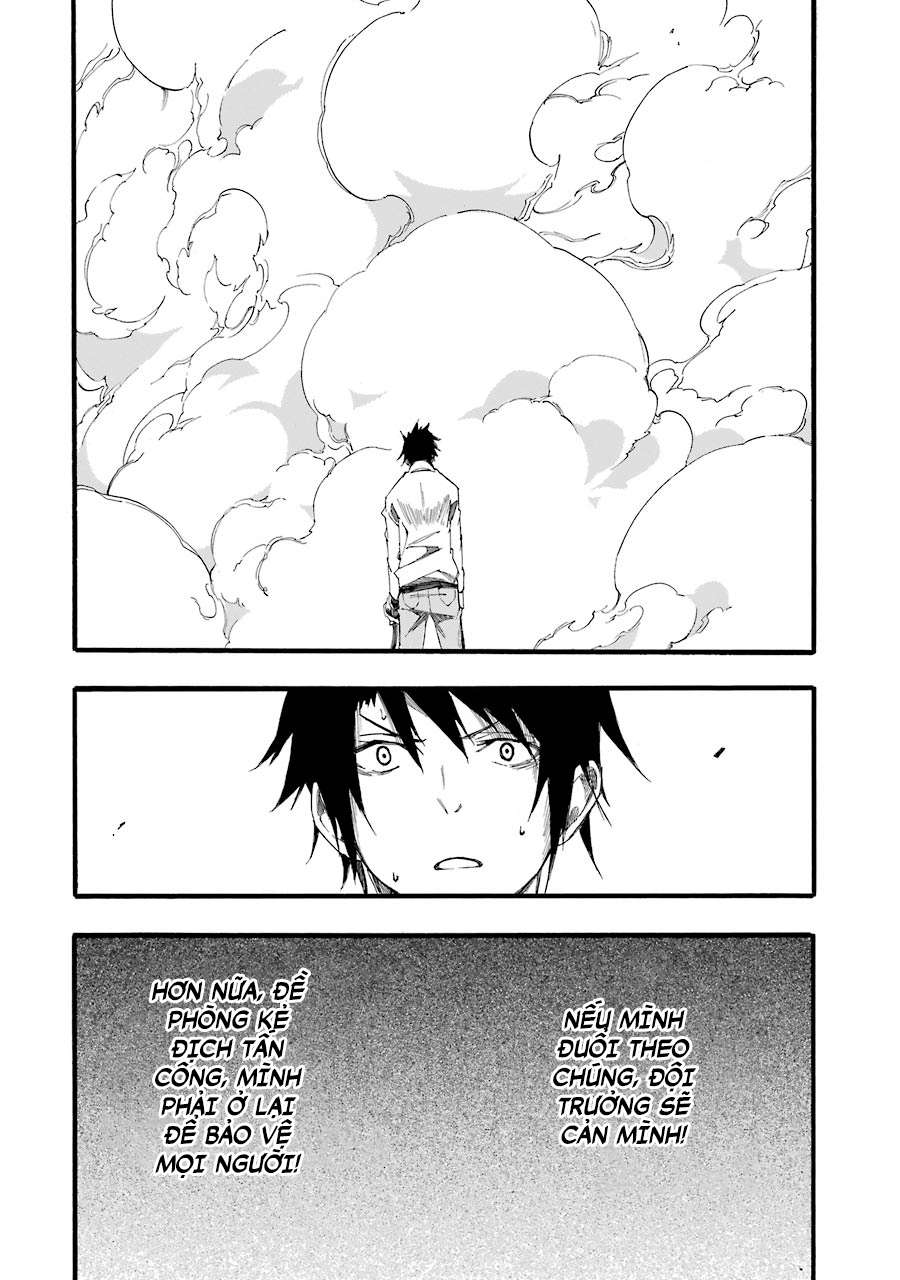 NẾU MÌNH
ĐUỔI THEO
CHÚNG, ĐỘI
TRƯỞNG SẼ
CẢN MÌNH!
HƠN NỮA, ĐỀ
PHÒNG KẺ
ĐỊCH TẤN
CÔNG, MÌNH
PHẢI Ở LẠI
ĐỂ BẢO VỆ
MỌI NGƯỜI!